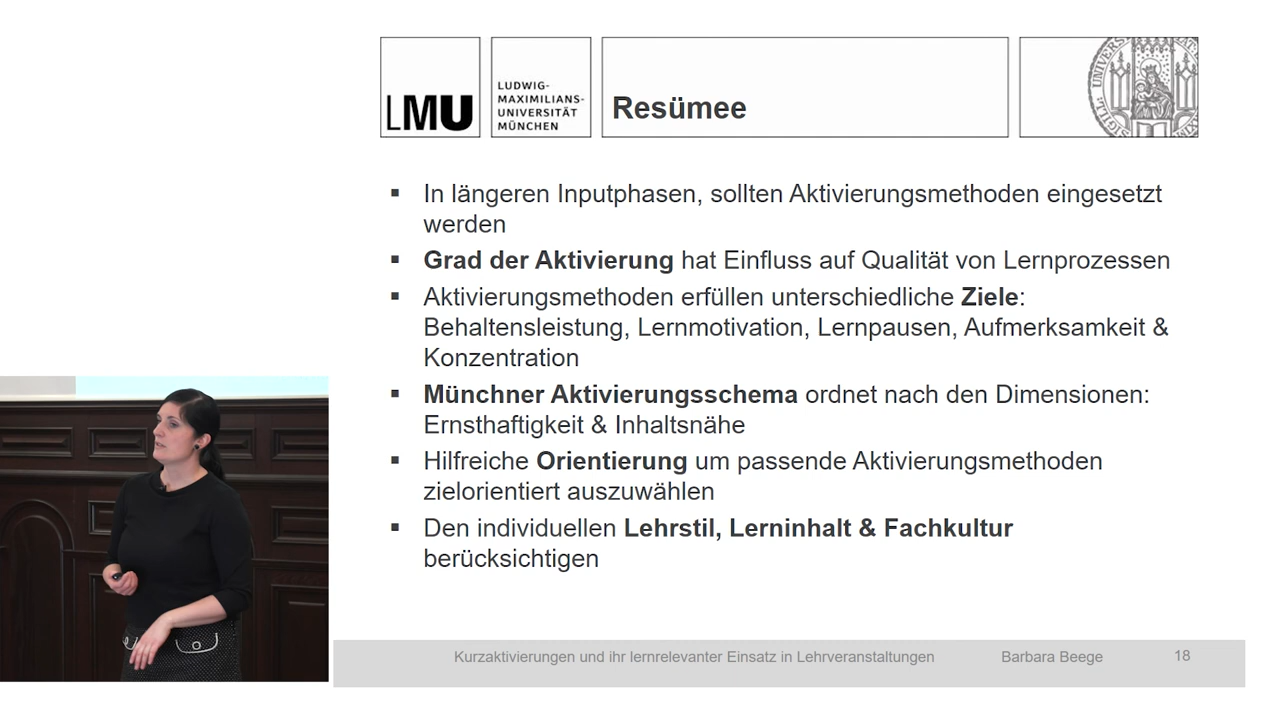 LMU
LUDWIG-
MAXIMILIANS-
UNIVERSITÄT
MÜNCHEN
Resümee
In längeren Inputphasen, sollten Aktivierungsmethoden eingesetzt
werden
Grad der Aktivierung hat Einfluss auf Qualität von Lernprozessen
Aktivierungsmethoden erfüllen unterschiedliche Ziele:
Behaltensleistung, Lernmotivation, Lernpausen, Aufmerksamkeit &
Konzentration
Münchner Aktivierungsschema ordnet nach den Dimensionen:
Ernsthaftigkeit & Inhaltsnähe
Hilfreiche Orientierung um passende Aktivierungsmethoden
zielorientiert auszuwählen
Den individuellen Lehrstil, Lerninhalt & Fachkultur
berücksichtigen
Kurzaktivierungen und ihr lernrelevanter Einsatz in Lehrveranstaltungen
Barbara Beege
18